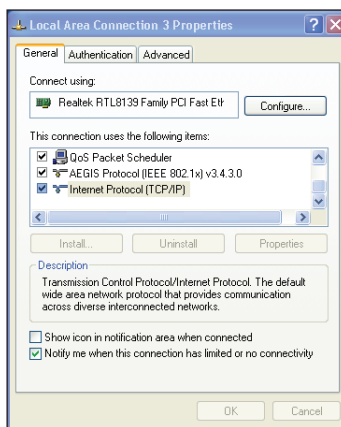 Local Area Connection 3 Properties
General Authentication Advanced
Connect using:
Realtek RTL8139 Family PCI Fast Eth
Configure...
This connection uses the following items:
QoS Packet Scheduler
AEGIS Protocol (IEEE 802.1x) v3.4.3.0
Internet Protocol (TCP/IP)
Install... Uninstall Properties
Description
Transmission Control Protocol/Internet Protocol. The default
wide area network protocol that provides communication
across diverse interconnected networks.
Show icon in notification area when connected
Notify me when this connection has limited or no connectivity
OK Cancel